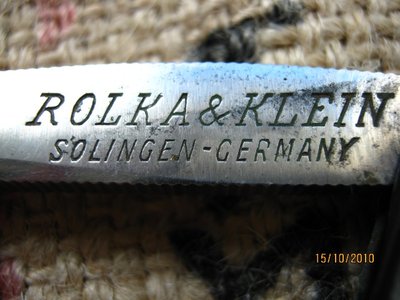 ROLKA & KLEIN
SOLINGEN-GERMANY
15/10/2010